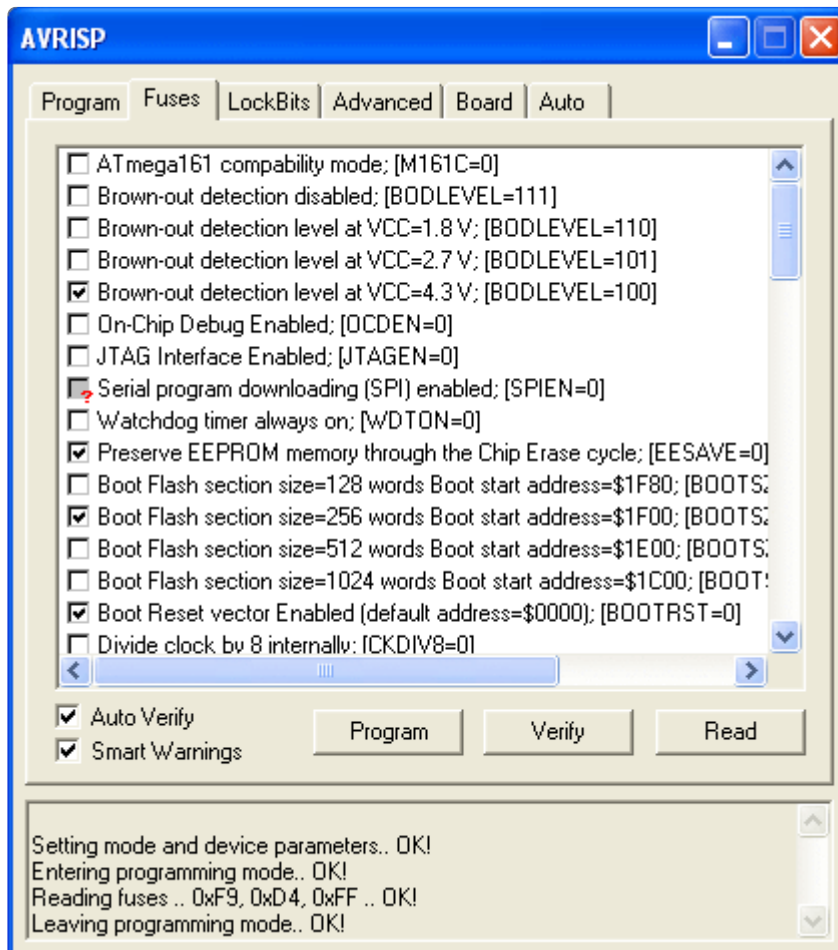 AVRISP
Program Fuses LockBits Advanced Board Auto
ATmega161 compability mode; [M161C=0]
Brown-out detection disabled; [BODLEVEL=111]
Brown-out detection level at VCC=1.8 V; [BODLEVEL=110]
Brown-out detection level at VCC=2.7 V; [BODLEVEL=101]
Brown-out detection level at VCC=4.3 V; [BODLEVEL=100]
On-Chip Debug Enabled; [OCDEN=0]
JTAG Interface Enabled; [JTAGEN=0]
? Serial program downloading (SPI) enabled; [SPIEN=0]
Watchdog timer always on; [WDTON=0]
Preserve EEPROM memory through the Chip Erase cycle; [EESAVE=0]
Boot Flash section size=128 words Boot start address=$1F80; [BOOTSZ
Boot Flash section size=256 words Boot start address=$1F00; [BOOTSZ
Boot Flash section size=512 words Boot start address=$1E00; [BOOTSZ
Boot Flash section size=1024 words Boot start address=$1C00; [BOOTS
Boot Reset vector Enabled (default address=$0000); [BOOTRST=0]
Divide clock by 8 internally; [CKDIV8=0]
Auto Verify
Smart Warnings
Program Verify Read
Setting mode and device parameters.. OK!
Entering programming mode.. OK!
Reading fuses .. 0xF9, 0xD4, 0xFF .. OK!
Leaving programming mode.. OK!